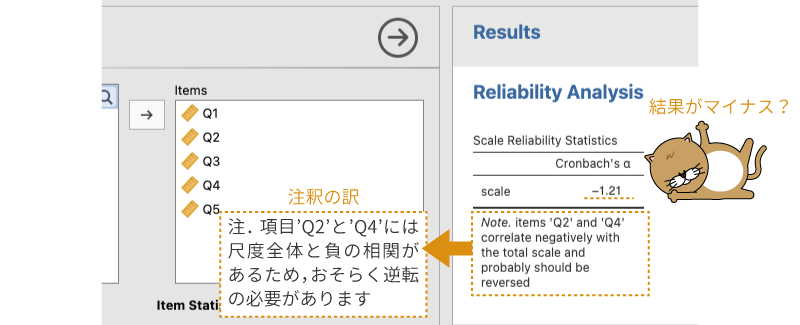 Items
Q1
Q2
Q3
Q4
Q5
注釈の訳
注．項目’Q2’と’Q4’には
尺度全体と負の相関が
あるため，おそらく逆転
の必要があります
Item Stati
Results
Reliability Analysis
結果がマイナス？
Scale Reliability Statistics
Cronbach's α
scale −1.21
Note. items 'Q2' and 'Q4'
correlate negatively with
the total scale and
probably should be
reversed